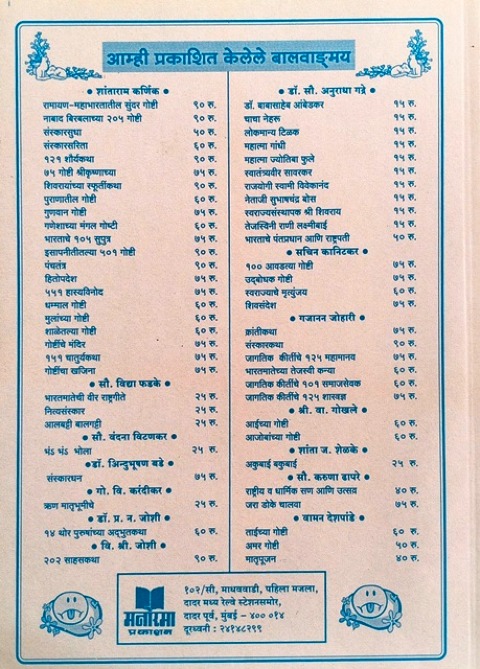 आम्ही प्रकाशित केलेले बालवाङ्मय
• शांताराम कर्णिक •
रामायण-महाभारतातील सुंदर गोष्टी ९० रु.
नाबाद बिरबलाच्या २०५ गोष्टी ९० रु.
संस्कारसुधा ५० रु.
संस्कारसरिता ६० रु.
१२१ शौर्यकथा ९० रु.
७५ गोष्टी श्रीकृष्णाच्या ७५ रु.
शिवरायांच्या स्फूर्तीकथा ९० रु.
पुराणातील गोष्टी ६० रु.
गुणवान गोष्टी ७५ रु.
गणेशाच्या मंगल गोष्टी ६० रु.
भारताचे १०५ सुपुत्र ७५ रु.
इसापनीतीतल्या ५०१ गोष्टी ९० रु.
पंचतंत्र ९० रु.
हितोपदेश ७५ रु.
५५१ हास्यविनोद ७५ रु.
धम्माल गोष्टी ६० रु.
मुलांच्या गोष्टी ६० रु.
शाळेतल्या गोष्टी ६० रु.
गोष्टींचे मंदिर ७५ रु.
१५१ चातुर्यकथा ७५ रु.
गोष्टींचा खजिना ७५ रु.
• सौ. विद्या फडके •
भारतमातेची वीर राष्ट्रगीते २५ रु.
नित्यसंस्कार २५ रु.
आलबट्टी बालगट्टी २५ रु.
• सौ. वंदना विटणकर •
भंs भंs भोला २५ रु.
• डॉ. इन्दुभूषण बडे •
संस्कारधन ७५ रु.
• गो. वि. करंदीकर •
ऋण मातृभूमीचे २५ रु.
• डॉ. प्र. न. जोशी •
१४ थोर पुरुषांच्या अद्‌भुतकथा ६० रु.
• वि. श्री. जोशी •
२०२ साहसकथा ९० रु.
• डॉ. सौ. अनुराधा गद्रे •
डॉ. बाबासाहेब आंबेडकर १५ रु.
चाचा नेहरू १५ रु.
लोकमान्य टिळक १५ रु.
महात्मा गांधी १५ रु.
महात्मा ज्योतिबा फुले १५ रु.
स्वातंत्र्यवीर सावरकर १५ रु.
राजयोगी स्वामी विवेकानंद १५ रु.
नेताजी सुभाषचंद्र बोस १५ रु.
स्वराज्यसंस्थापक श्री शिवराय १५ रु.
तेजस्विनी राणी लक्ष्मीबाई १५ रु.
भारताचे पंतप्रधान आणि राष्ट्रपती ५० रु.
• सचिन कानिटकर •
१०० आवडत्या गोष्टी ७५ रु.
उद्‌बोधक गोष्टी ७५ रु.
स्वराज्याचे मृत्युंजय ६० रु.
शिवसंदेश ७५ रु.
• गजानन जोहारी •
क्रांतीकथा ७५ रु.
संस्कारकथा ९० रु.
जागतिक कीर्तीचे १२५ महामानव ७५ रु.
भारतमातेच्या तेजस्वी कन्या ६० रु.
जागतिक कीर्तीचे १०१ समाजसेवक ६० रु.
जागतिक कीर्तीचे १२५ शास्त्रज्ञ ७५ रु.
• श्री. वा. गोखले •
आईच्या गोष्टी ६० रु.
आजोबांच्या गोष्टी ६० रु.
• शांता ज. शेळके •
अकुबाई बकुबाई २५ रु.
• सौ. करुणा ढापरे •
राष्ट्रीय व धार्मिक सण आणि उत्सव ४० रु.
जरा डोके चालवा ७५ रु.
• वामन देशपांडे •
ताईच्या गोष्टी ६० रु.
अमर गोष्टी ५० रु.
मातृपूजन ४० रु.
मनोरमा
प्रकाशन
१०२/सी, माधववाडी, पहिला मजला,
दादर मध्य रेल्वे स्टेशनसमोर,
दादर पूर्व, मुंबई – ४०० ०१४
दूरध्वनी : २४१४८२९९